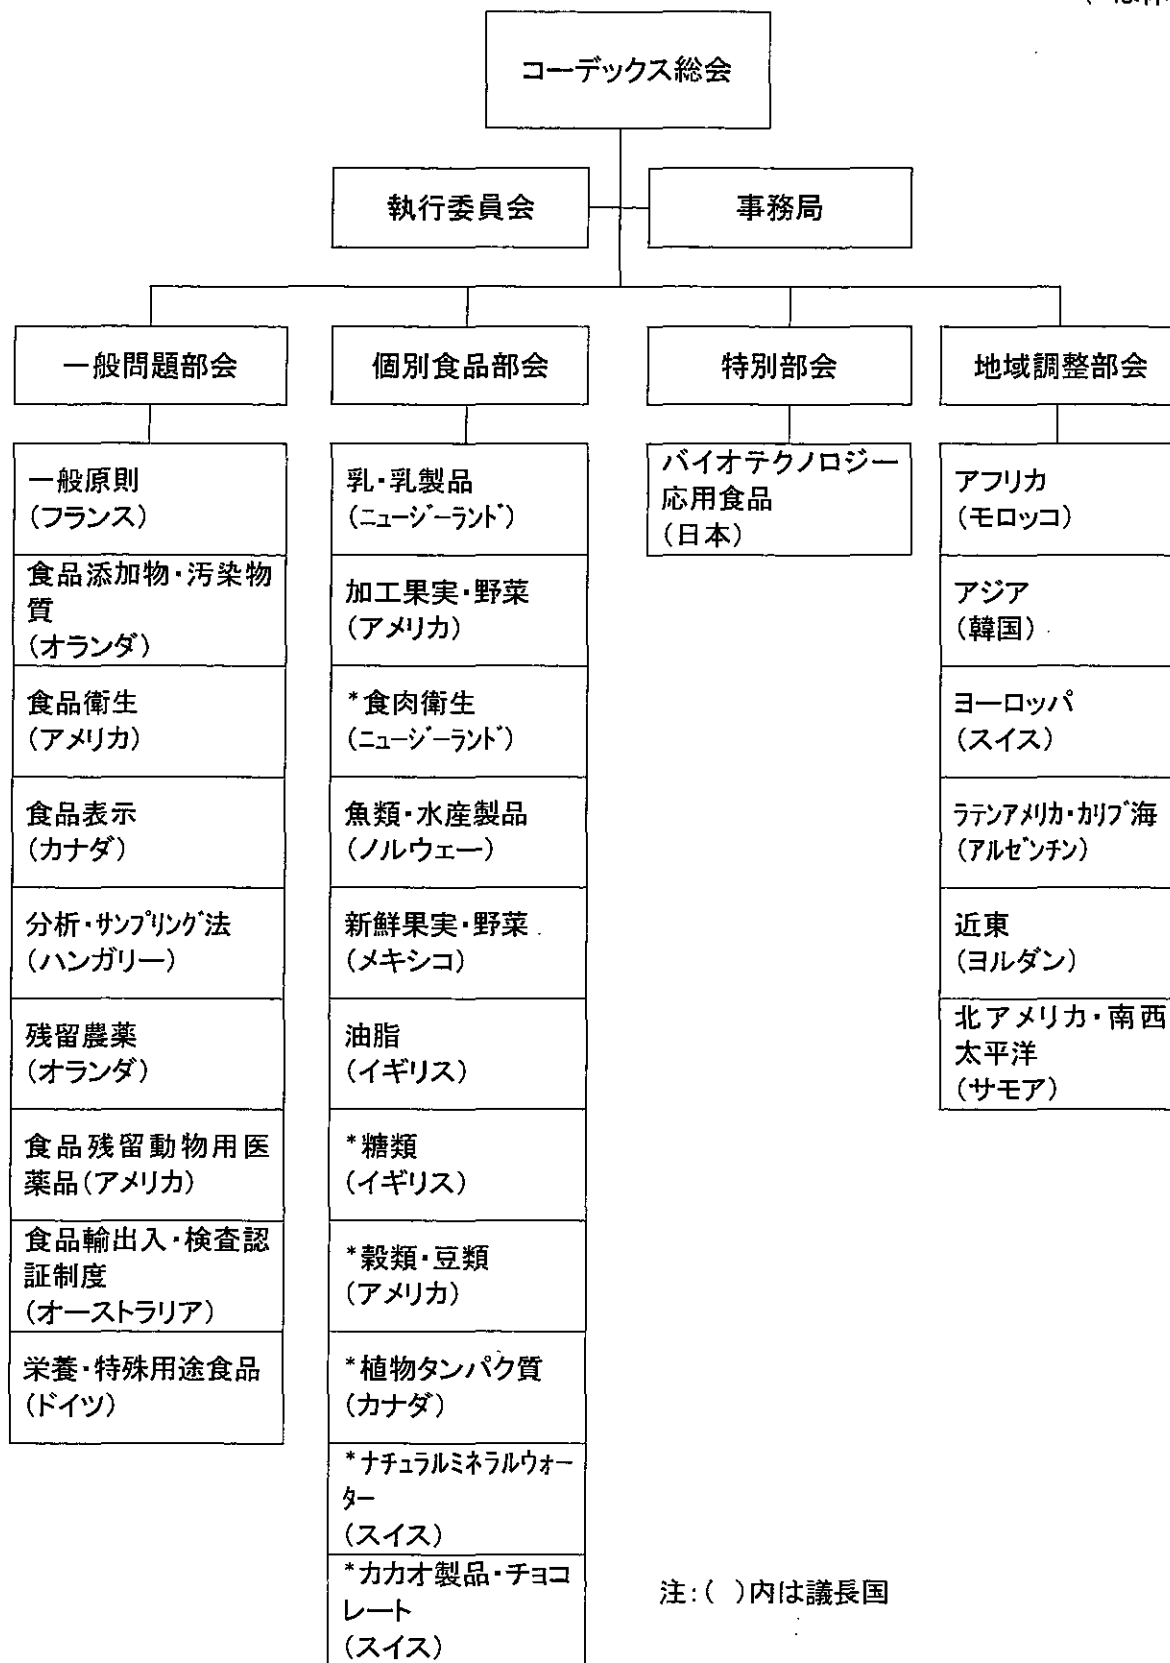 コーデックス総会
執行委員会
事務局
一般問題部会
個別食品部会
特別部会
地域調整部会
一般原則
(フランス)
食品添加物・汚染物
質
(オランダ)
食品衛生
(アメリカ)
食品表示
(カナダ)
分析・サンプリング法
(ハンガリー)
残留農薬
(オランダ)
食品残留動物用医
薬品(アメリカ)
食品輸出入・検査認
証制度
(オーストラリア)
栄養・特殊用途食品
(ドイツ)
乳・乳製品
(ニュージーランド)
加工果実・野菜
(アメリカ)
*食肉衛生
(ニュージーランド)
魚類・水産製品
(ノルウェー)
新鮮果実・野菜
(メキシコ)
油脂
(イギリス)
*糖類
(イギリス)
*穀類・豆類
(アメリカ)
*植物タンパク質
(カナダ)
*ナチュラルミネラルウォー
ター
(スイス)
*カカオ製品・チョコ
レート
(スイス)
バイオテクノロジー
応用食品
(日本)
アフリカ
(モロッコ)
アジア
(韓国)
ヨーロッパ
(スイス)
ラテンアメリカ・カリブ海
(アルゼンチン)
近東
(ヨルダン)
北アメリカ・南西
太平洋
(サモア)
注:( )内は議長国